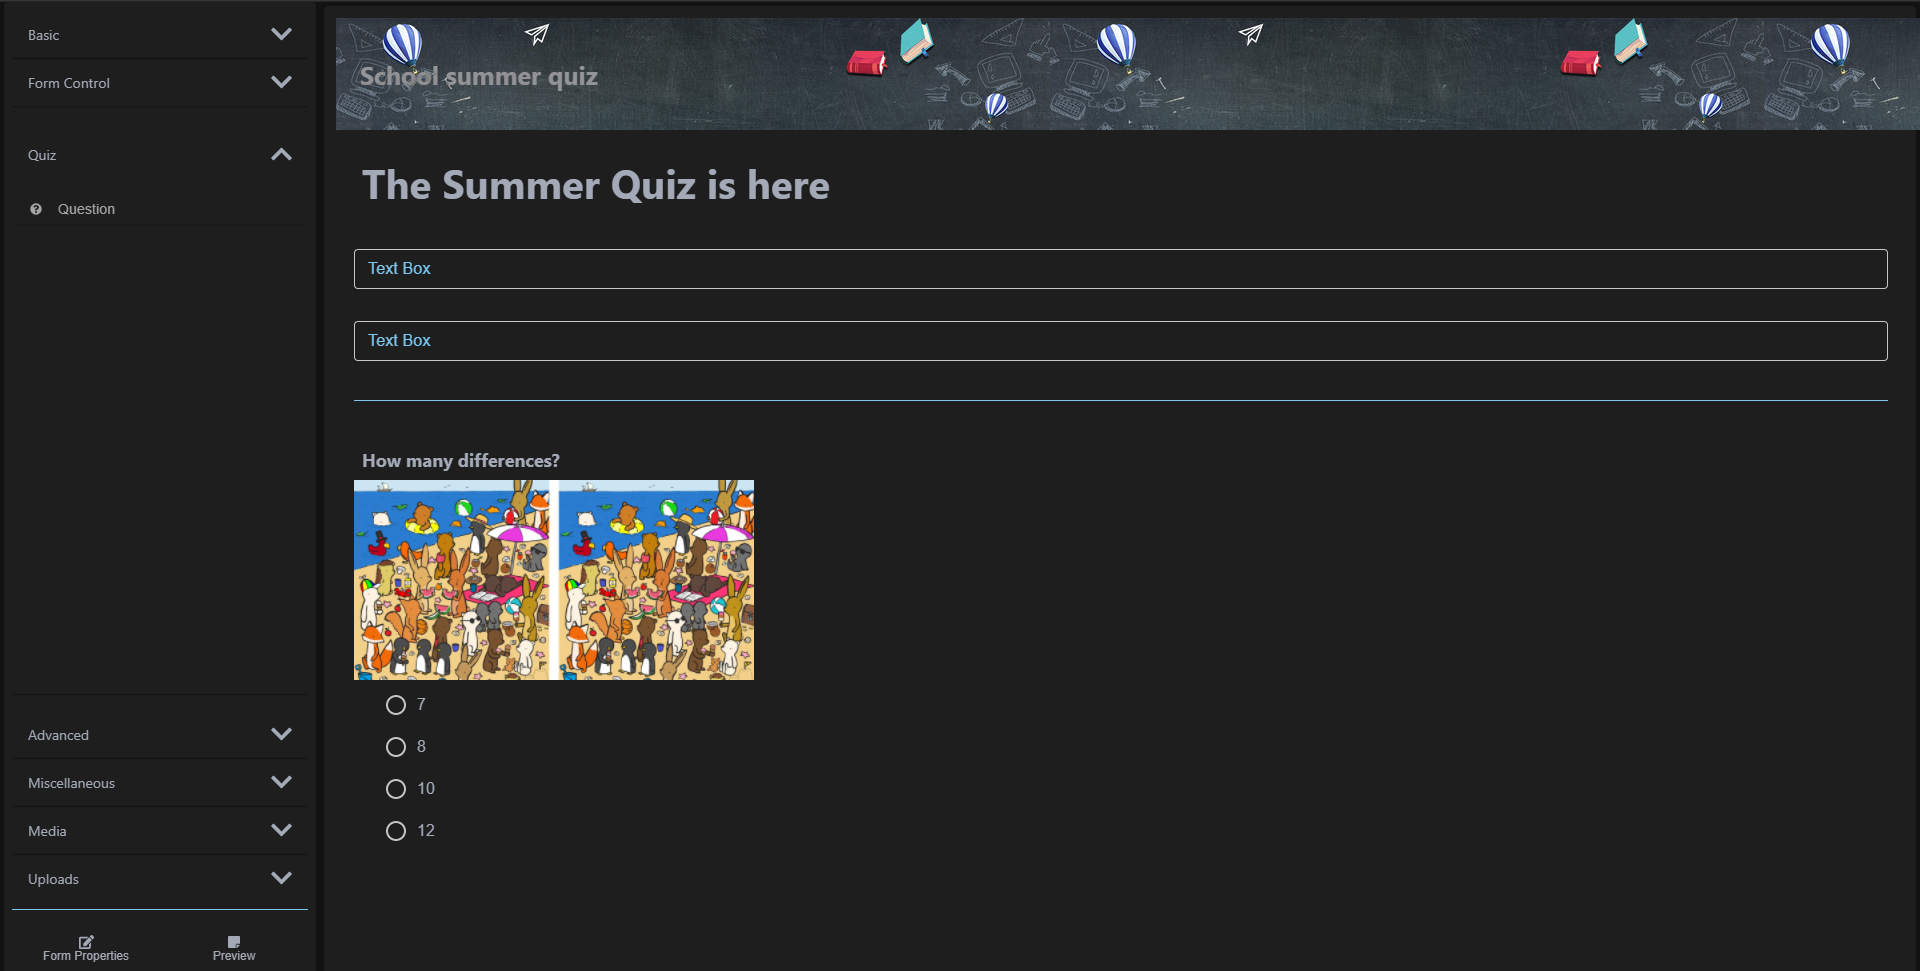 Basic
Form Control
Quiz
Question
Advanced
Miscellaneous
Media
Uploads
Form Properties
Preview
School summer quiz
The Summer Quiz is here
Text Box
Text Box
How many differences?
7
8
10
12